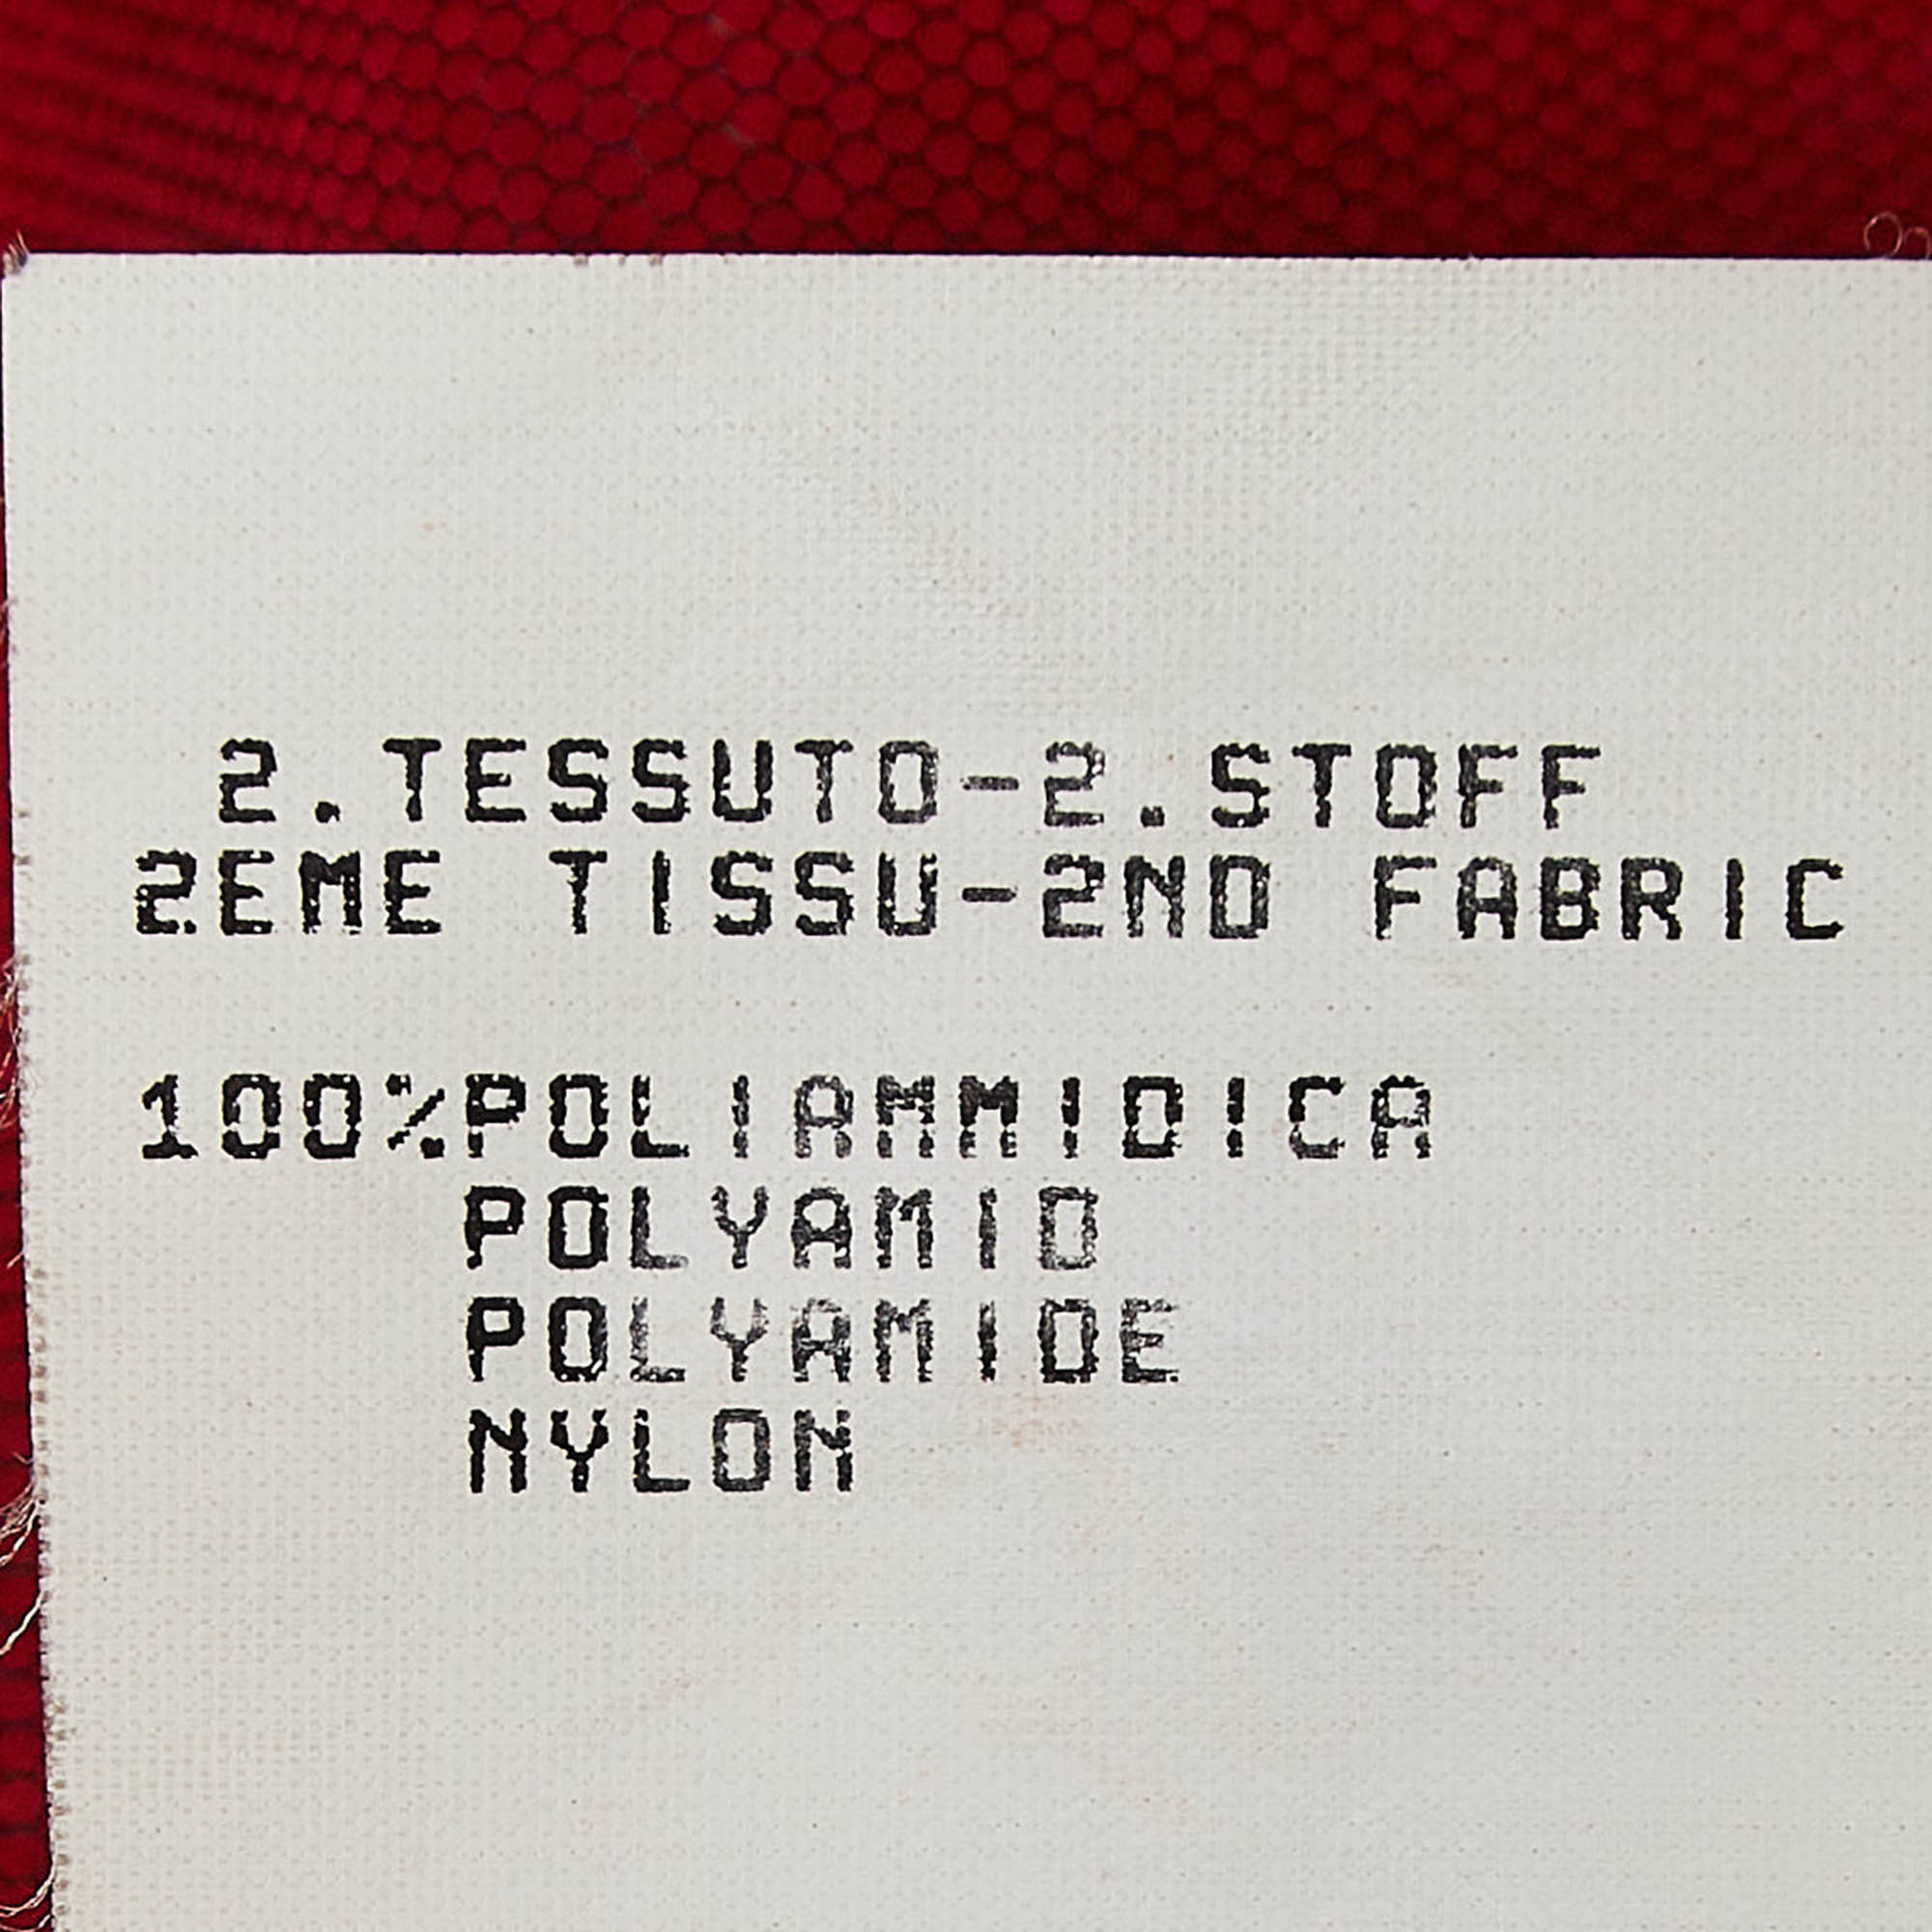 2.TESSUTO-2.STOFF
2EME TISSU-2ND FABRIC
100%POLIAMMIDICA
POLYAMID
POLYAMIDE
NYLON